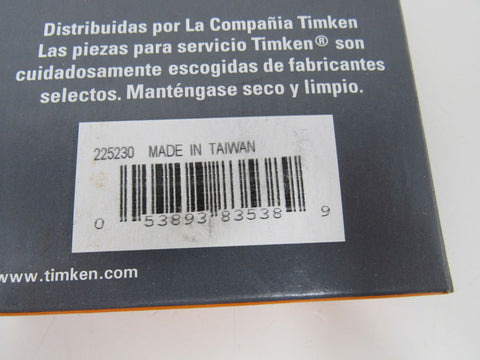 Distribuidas por La Compañia Timken
Las piezas para servicio Timken® son
cuidadosamente escogidas de fabricantes
selectos. Manténgase seco y limpio.
225230 MADE IN TAIWAN
0 53893 83538 9
www.timken.com